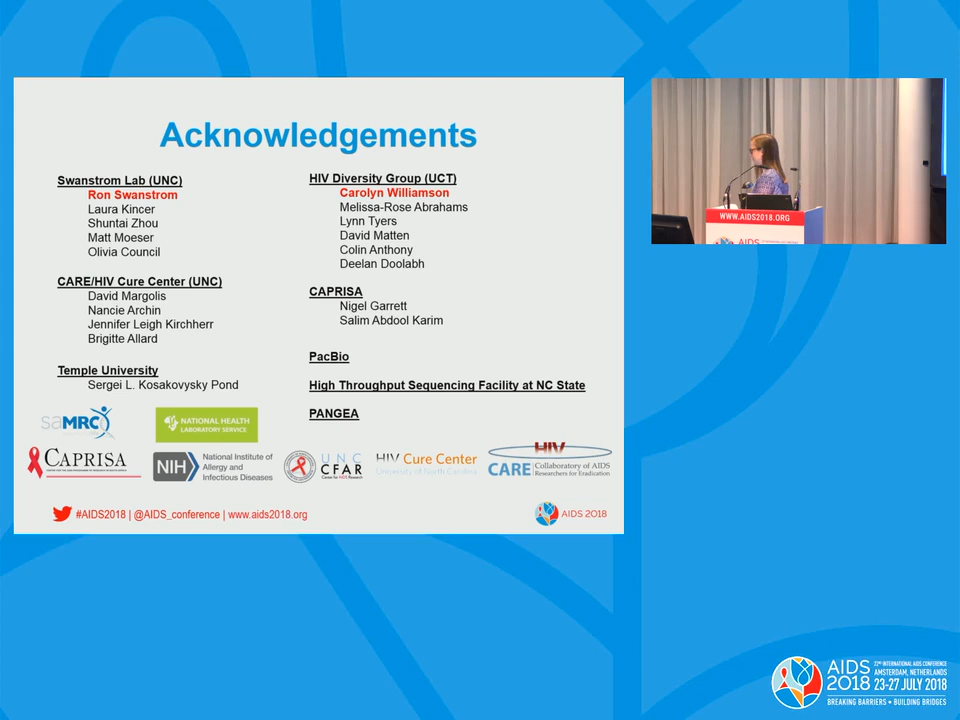 Acknowledgements
Swanstrom Lab (UNC)
Ron Swanstrom
Laura Kincer
Shuntai Zhou
Matt Moeser
Olivia Council
CARE/HIV Cure Center (UNC)
David Margolis
Nancie Archin
Jennifer Leigh Kirchherr
Brigitte Allard
Temple University
Sergei L. Kosakovysky Pond
HIV Diversity Group (UCT)
Carolyn Williamson
Melissa-Rose Abrahams
Lynn Tyers
David Matten
Colin Anthony
Deelan Doolabh
CAPRISA
Nigel Garrett
Salim Abdool Karim
PacBio
High Throughput Sequencing Facility at NC State
PANGEA
saMRC
NATIONAL HEALTH
LABORATORY SERVICE
CAPRISA
NIH
National Institute of
Allergy and
Infectious Diseases
UNC
CFAR
Center for AIDS Research
HIV Cure Center
University of North Carolina
HIV
CARE
Collaboratory of AIDS
Researchers for Eradication
#AIDS2018 | @AIDS_conference | www.aids2018.org
AIDS 2018
WWW.AIDS2018.ORG
AIDS
2018
22ND INTERNATIONAL AIDS CONFERENCE
AMSTERDAM, NETHERLANDS
23-27 JULY 2018
BREAKING BARRIERS • BUILDING BRIDGES